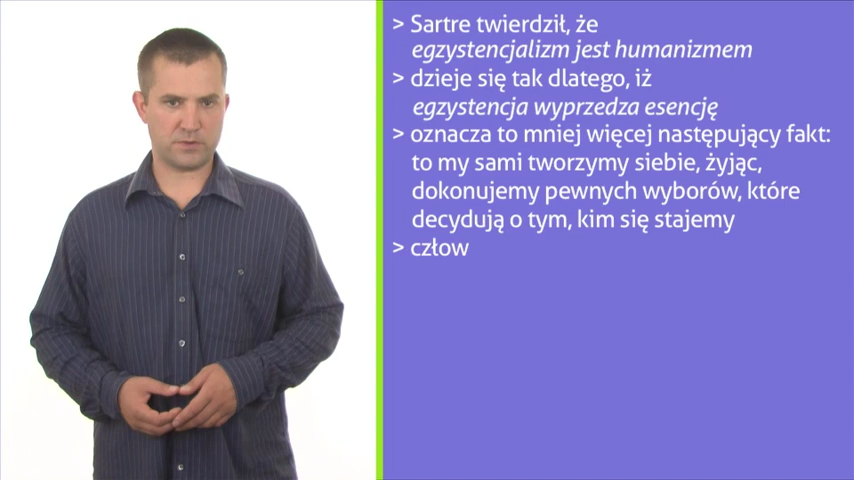 > Sartre twierdził, że
egzystencjalizm jest humanizmem
> dzieje się tak dlatego, iż
egzystencja wyprzedza esencję
> oznacza to mniej więcej następujący fakt:
to my sami tworzymy siebie, żyjąc,
dokonujemy pewnych wyborów, które
decydują o tym, kim się stajemy
> człow